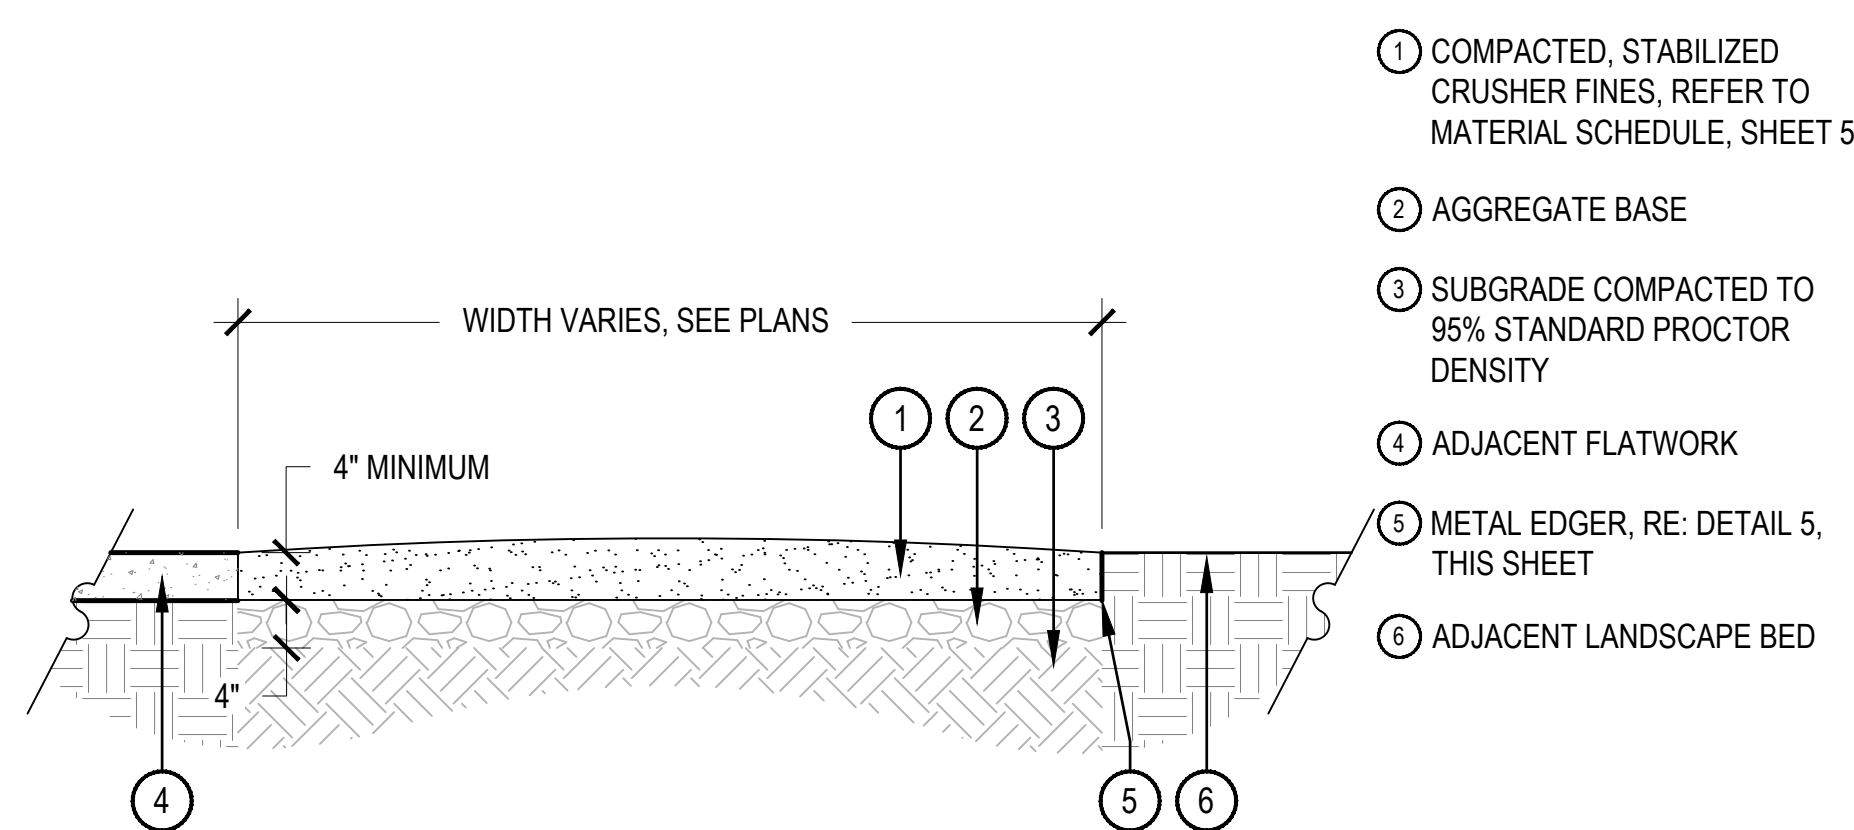 1 COMPACTED, STABILIZED
CRUSHER FINES, REFER TO
MATERIAL SCHEDULE, SHEET 5
2 AGGREGATE BASE
3 SUBGRADE COMPACTED TO
95% STANDARD PROCTOR
DENSITY
4 ADJACENT FLATWORK
5 METAL EDGER, RE: DETAIL 5,
THIS SHEET
6 ADJACENT LANDSCAPE BED
WIDTH VARIES, SEE PLANS
1 2 3
4" MINIMUM
4"
4 5 6